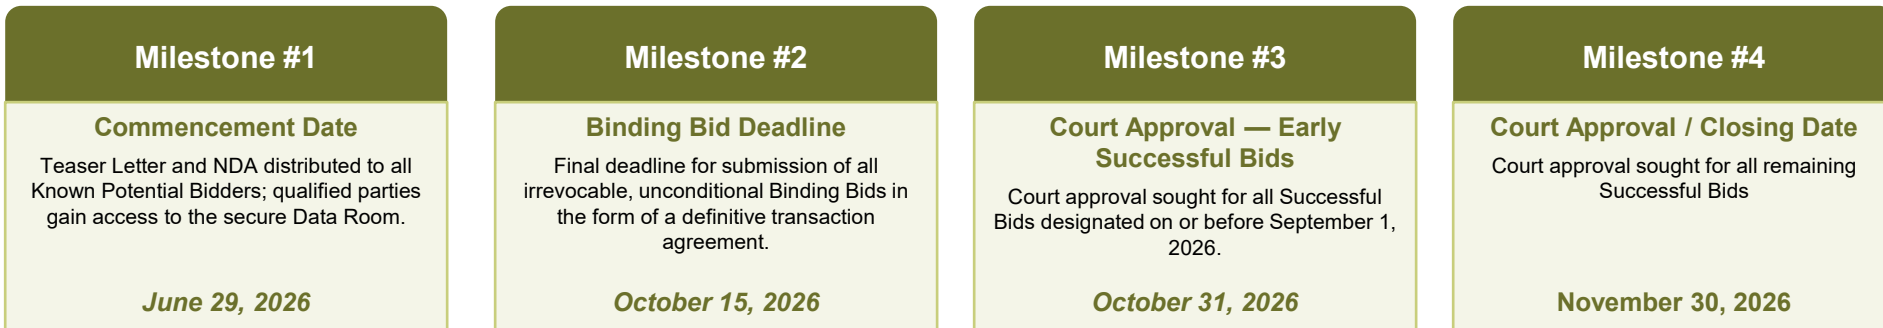 Milestone #1
Commencement Date
Teaser Letter and NDA distributed to all
Known Potential Bidders; qualified parties
gain access to the secure Data Room.
June 29, 2026
Milestone #2
Binding Bid Deadline
Final deadline for submission of all
irrevocable, unconditional Binding Bids in
the form of a definitive transaction
agreement.
October 15, 2026
Milestone #3
Court Approval — Early
Successful Bids
Court approval sought for all Successful
Bids designated on or before September 1,
2026.
October 31, 2026
Milestone #4
Court Approval / Closing Date
Court approval sought for all remaining
Successful Bids
November 30, 2026